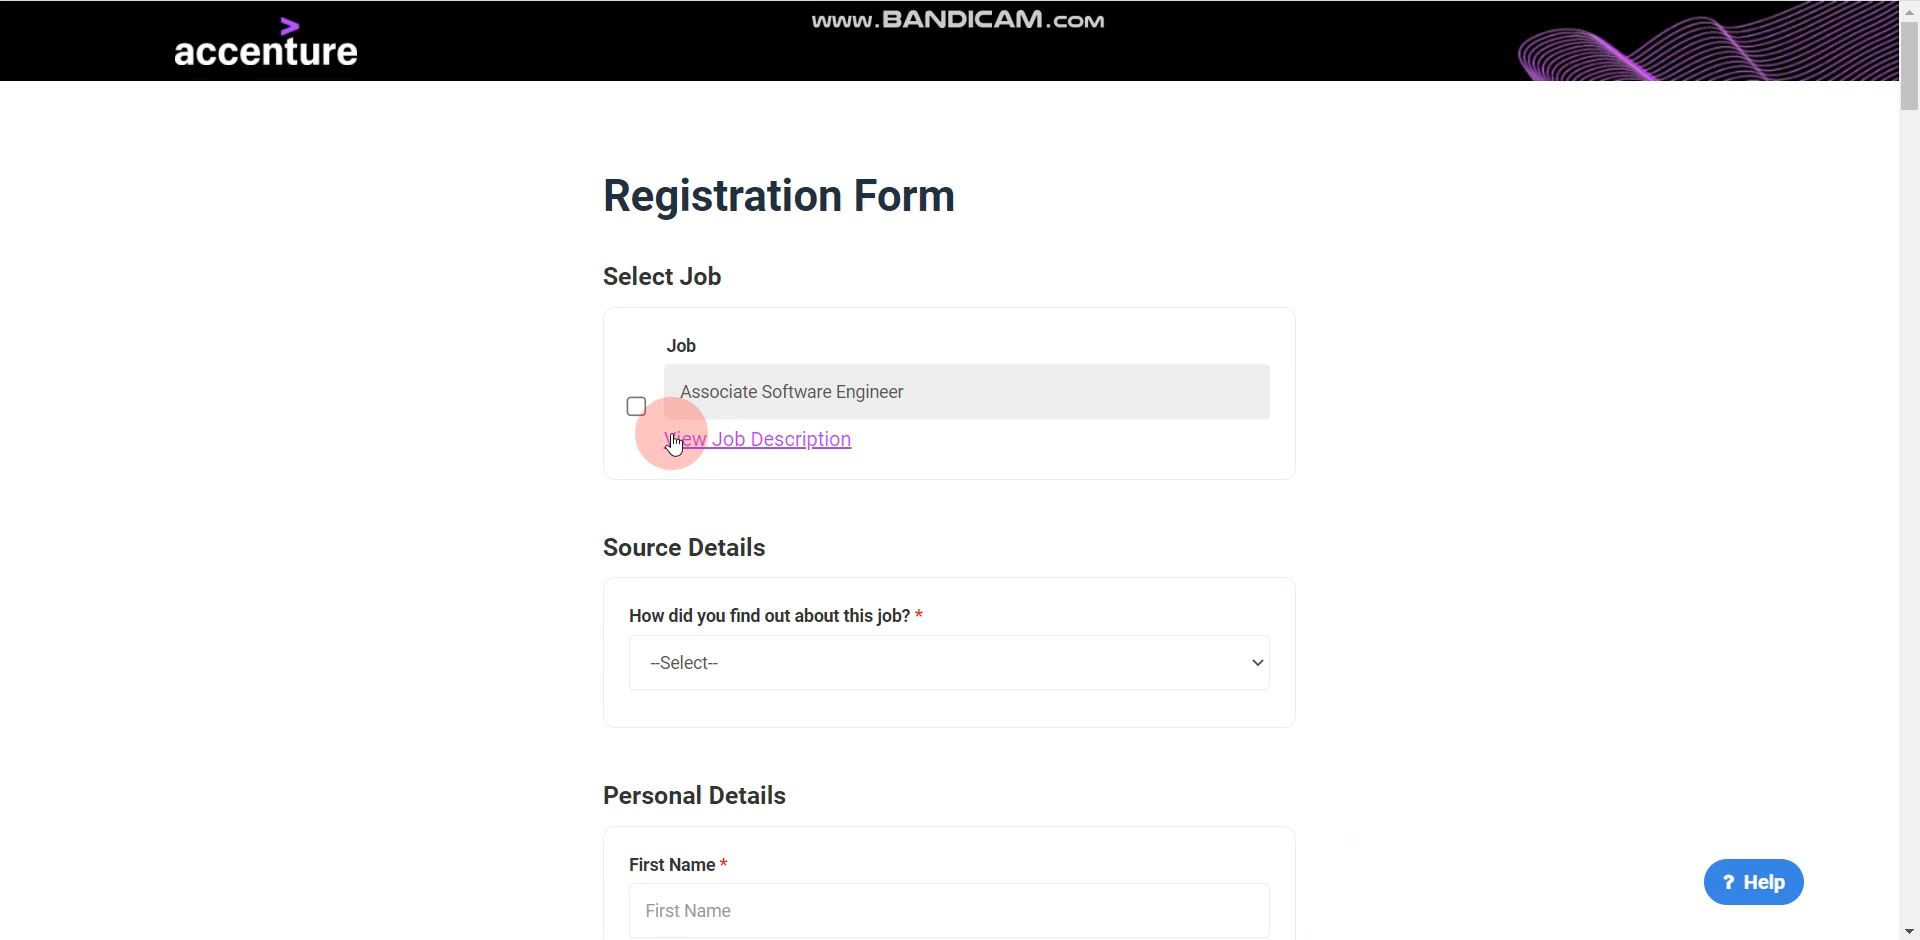 www.BANDICAM.COM
accenture
Registration Form
Select Job
Job
Associate Software Engineer
View Job Description
Source Details
How did you find out about this job? *
--Select--
Personal Details
First Name *
First Name
? Help